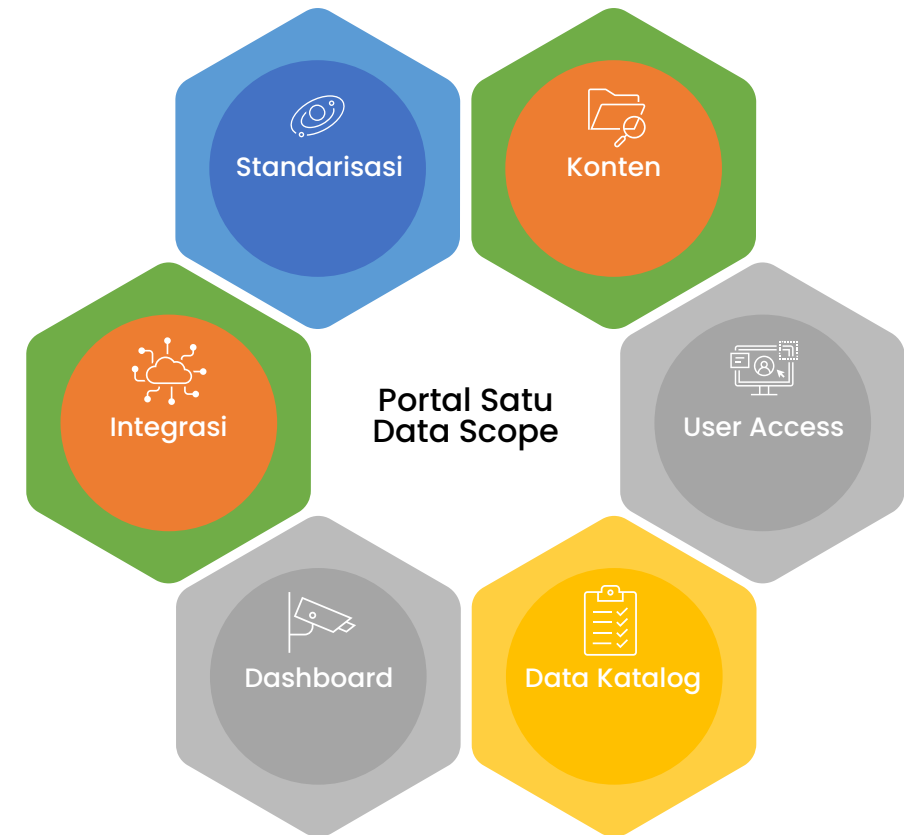 Standarisasi
Konten
Integrasi
Portal Satu
Data Scope
User Access
Dashboard
Data Katalog